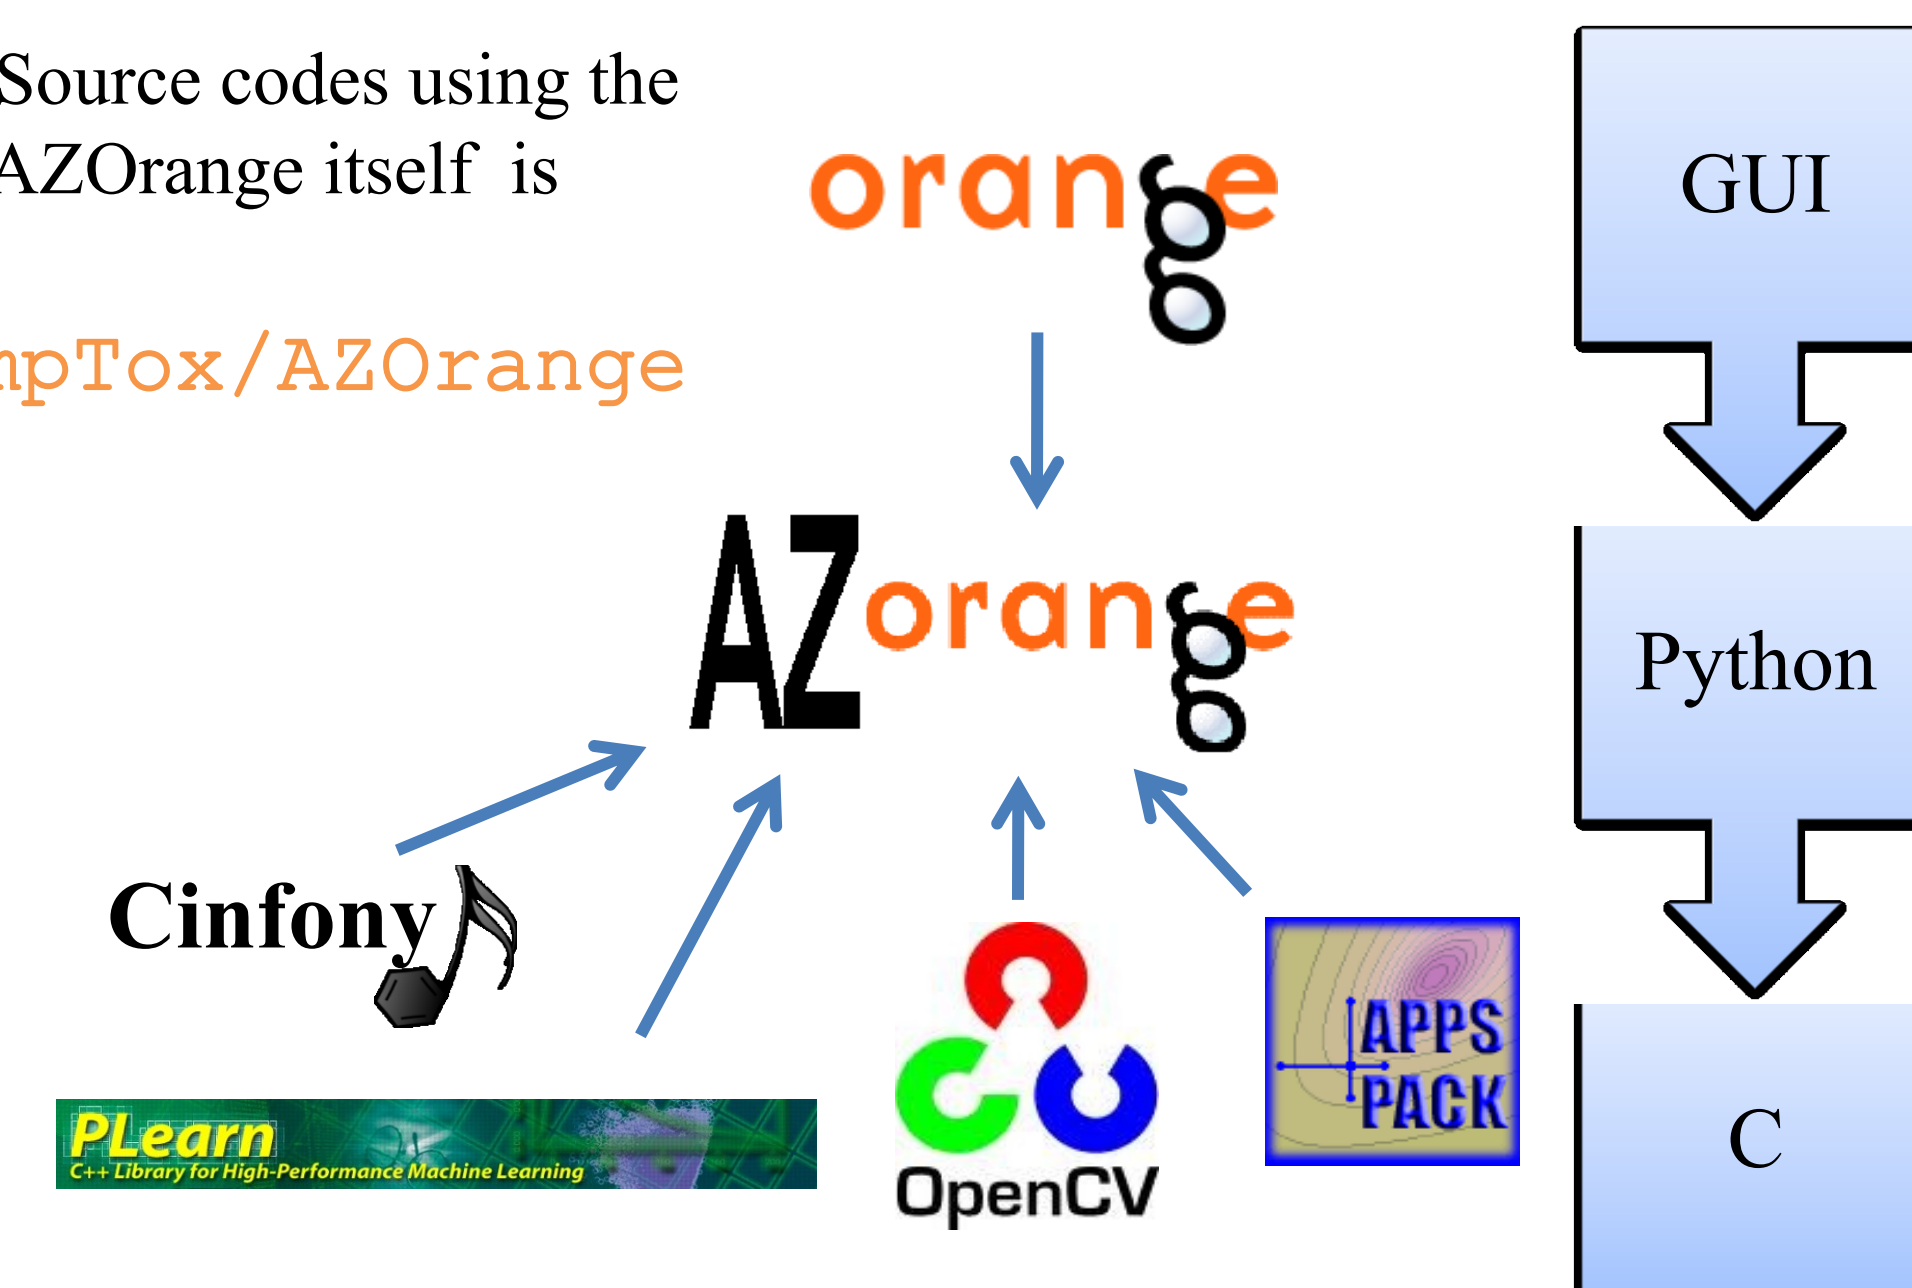 Source codes using the
AZOrange itself is
mpTox/AZOrange
orange
AZorange
Cinfony
PLearn
C++ Library for High-Performance Machine Learning
OpenCV
APPS
PACK
GUI
Python
C